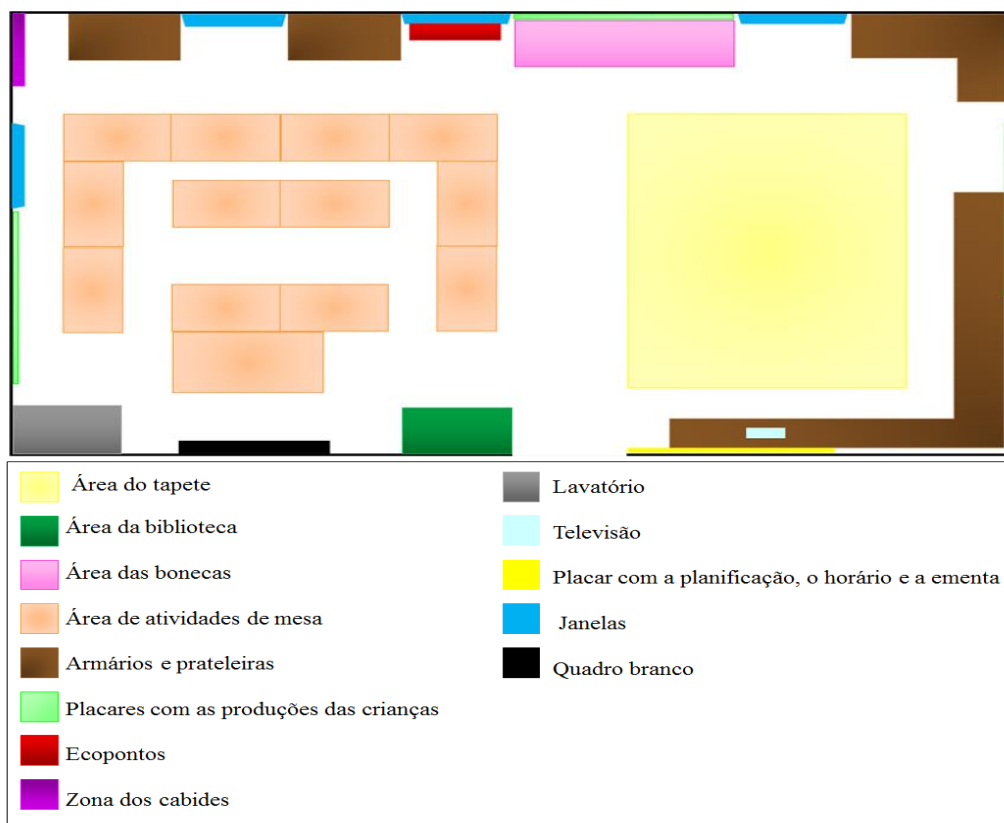 Área do tapete
Área da biblioteca
Área das bonecas
Área de atividades de mesa
Armários e prateleiras
Placares com as produções das crianças
Ecopontos
Zona dos cabides
Lavatório
Televisão
Placar com a planificação, o horário e a ementa
Janelas
Quadro branco